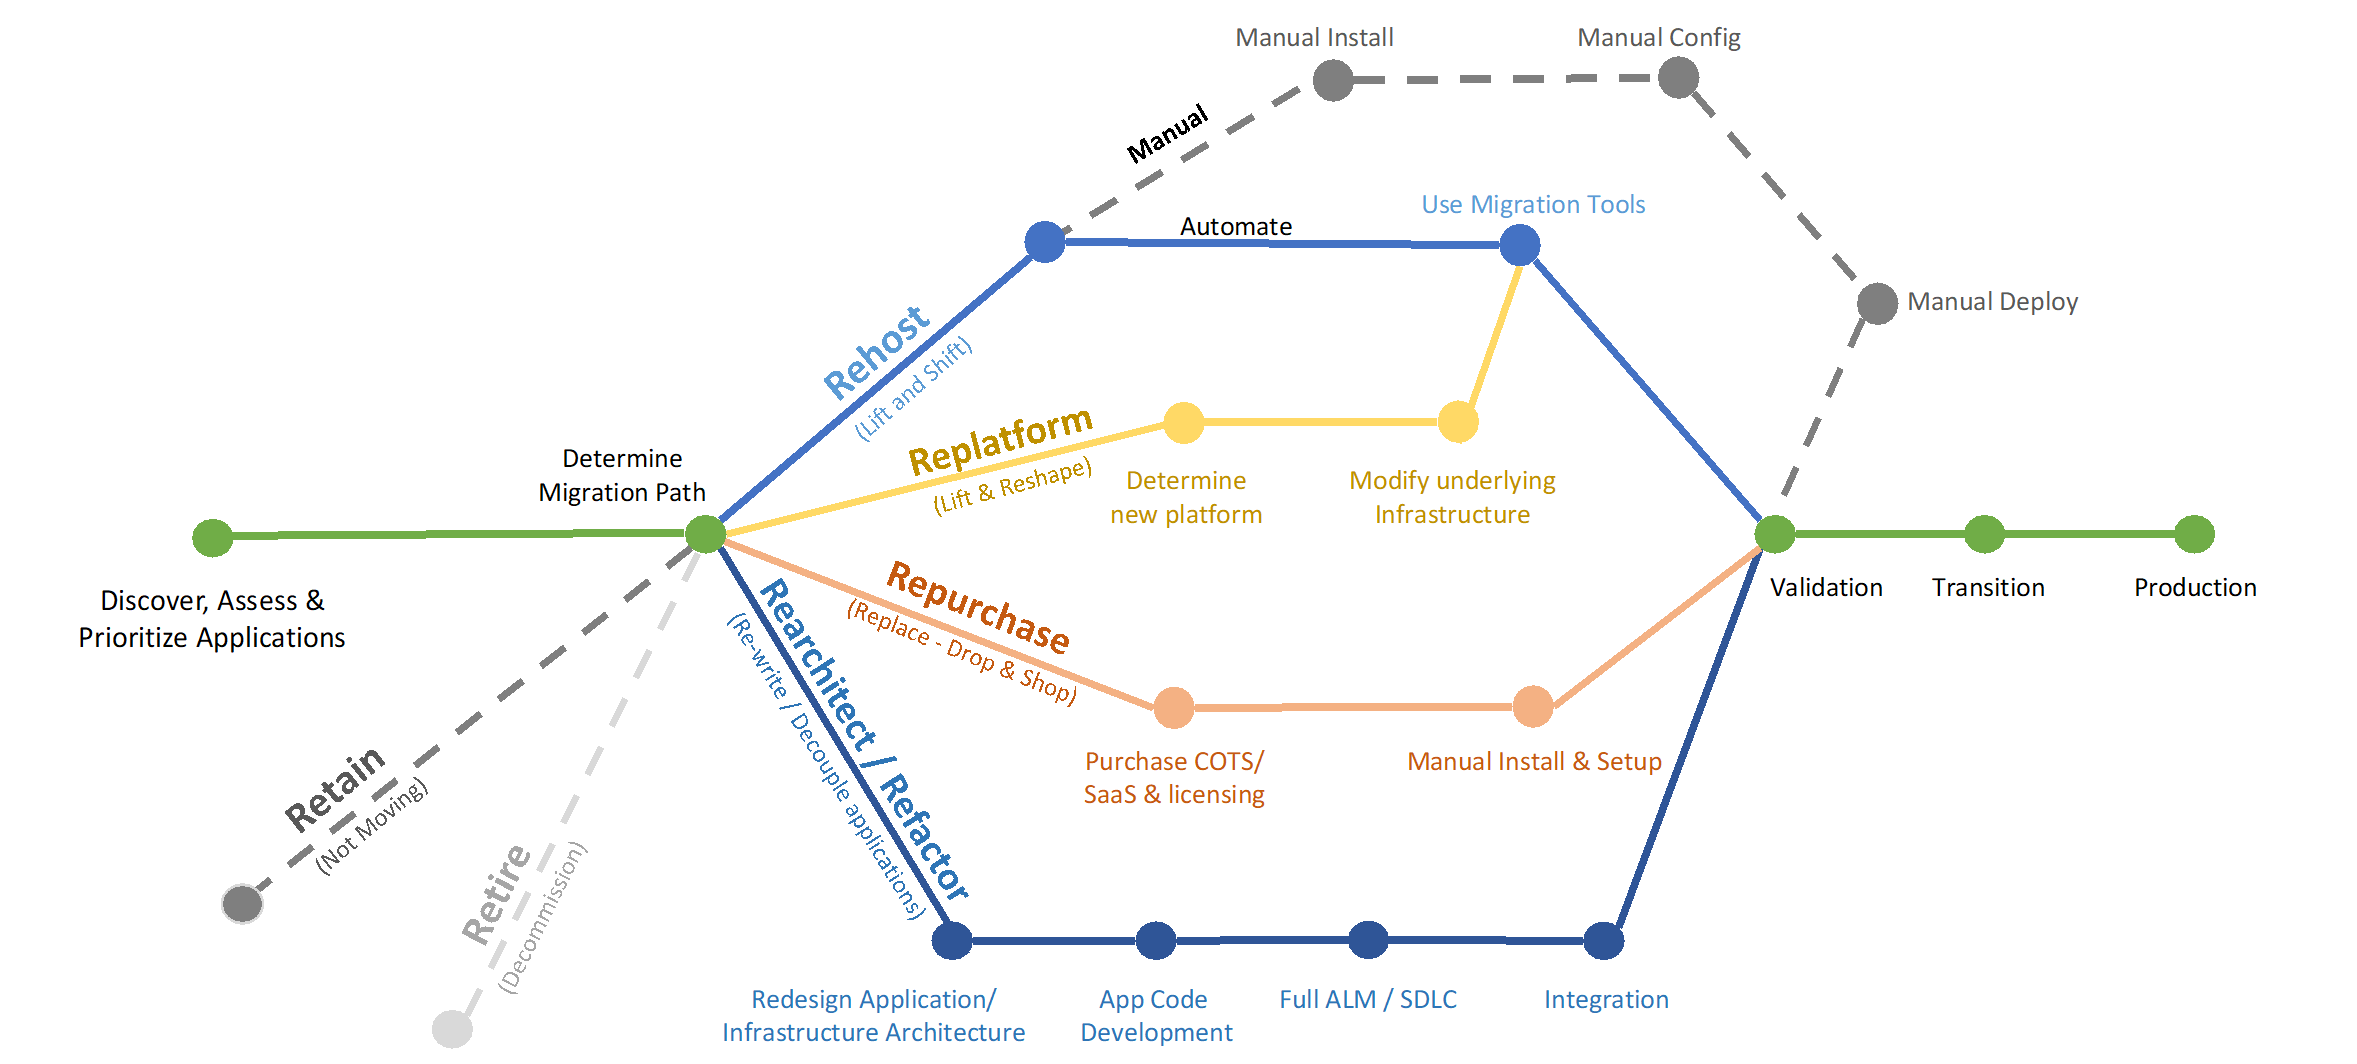 Manual Install
Manual Config
Manual
Use Migration Tools
Automate
Manual Deploy
Rehost
(Lift and Shift)
Replatform
(Lift & Reshape)
Determine
Migration Path
Determine
new platform
Modify underlying
Infrastructure
Discover, Assess &
Prioritize Applications
Repurchase
(Replace - Drop & Shop)
Validation
Transition
Production
Rearchitect / Refactor
(Re-write / Decouple applications)
Retain
(Not Moving)
Purchase COTS/
SaaS & licensing
Manual Install & Setup
Retire
(Decommission)
Redesign Application/
Infrastructure Architecture
App Code
Development
Full ALM / SDLC
Integration